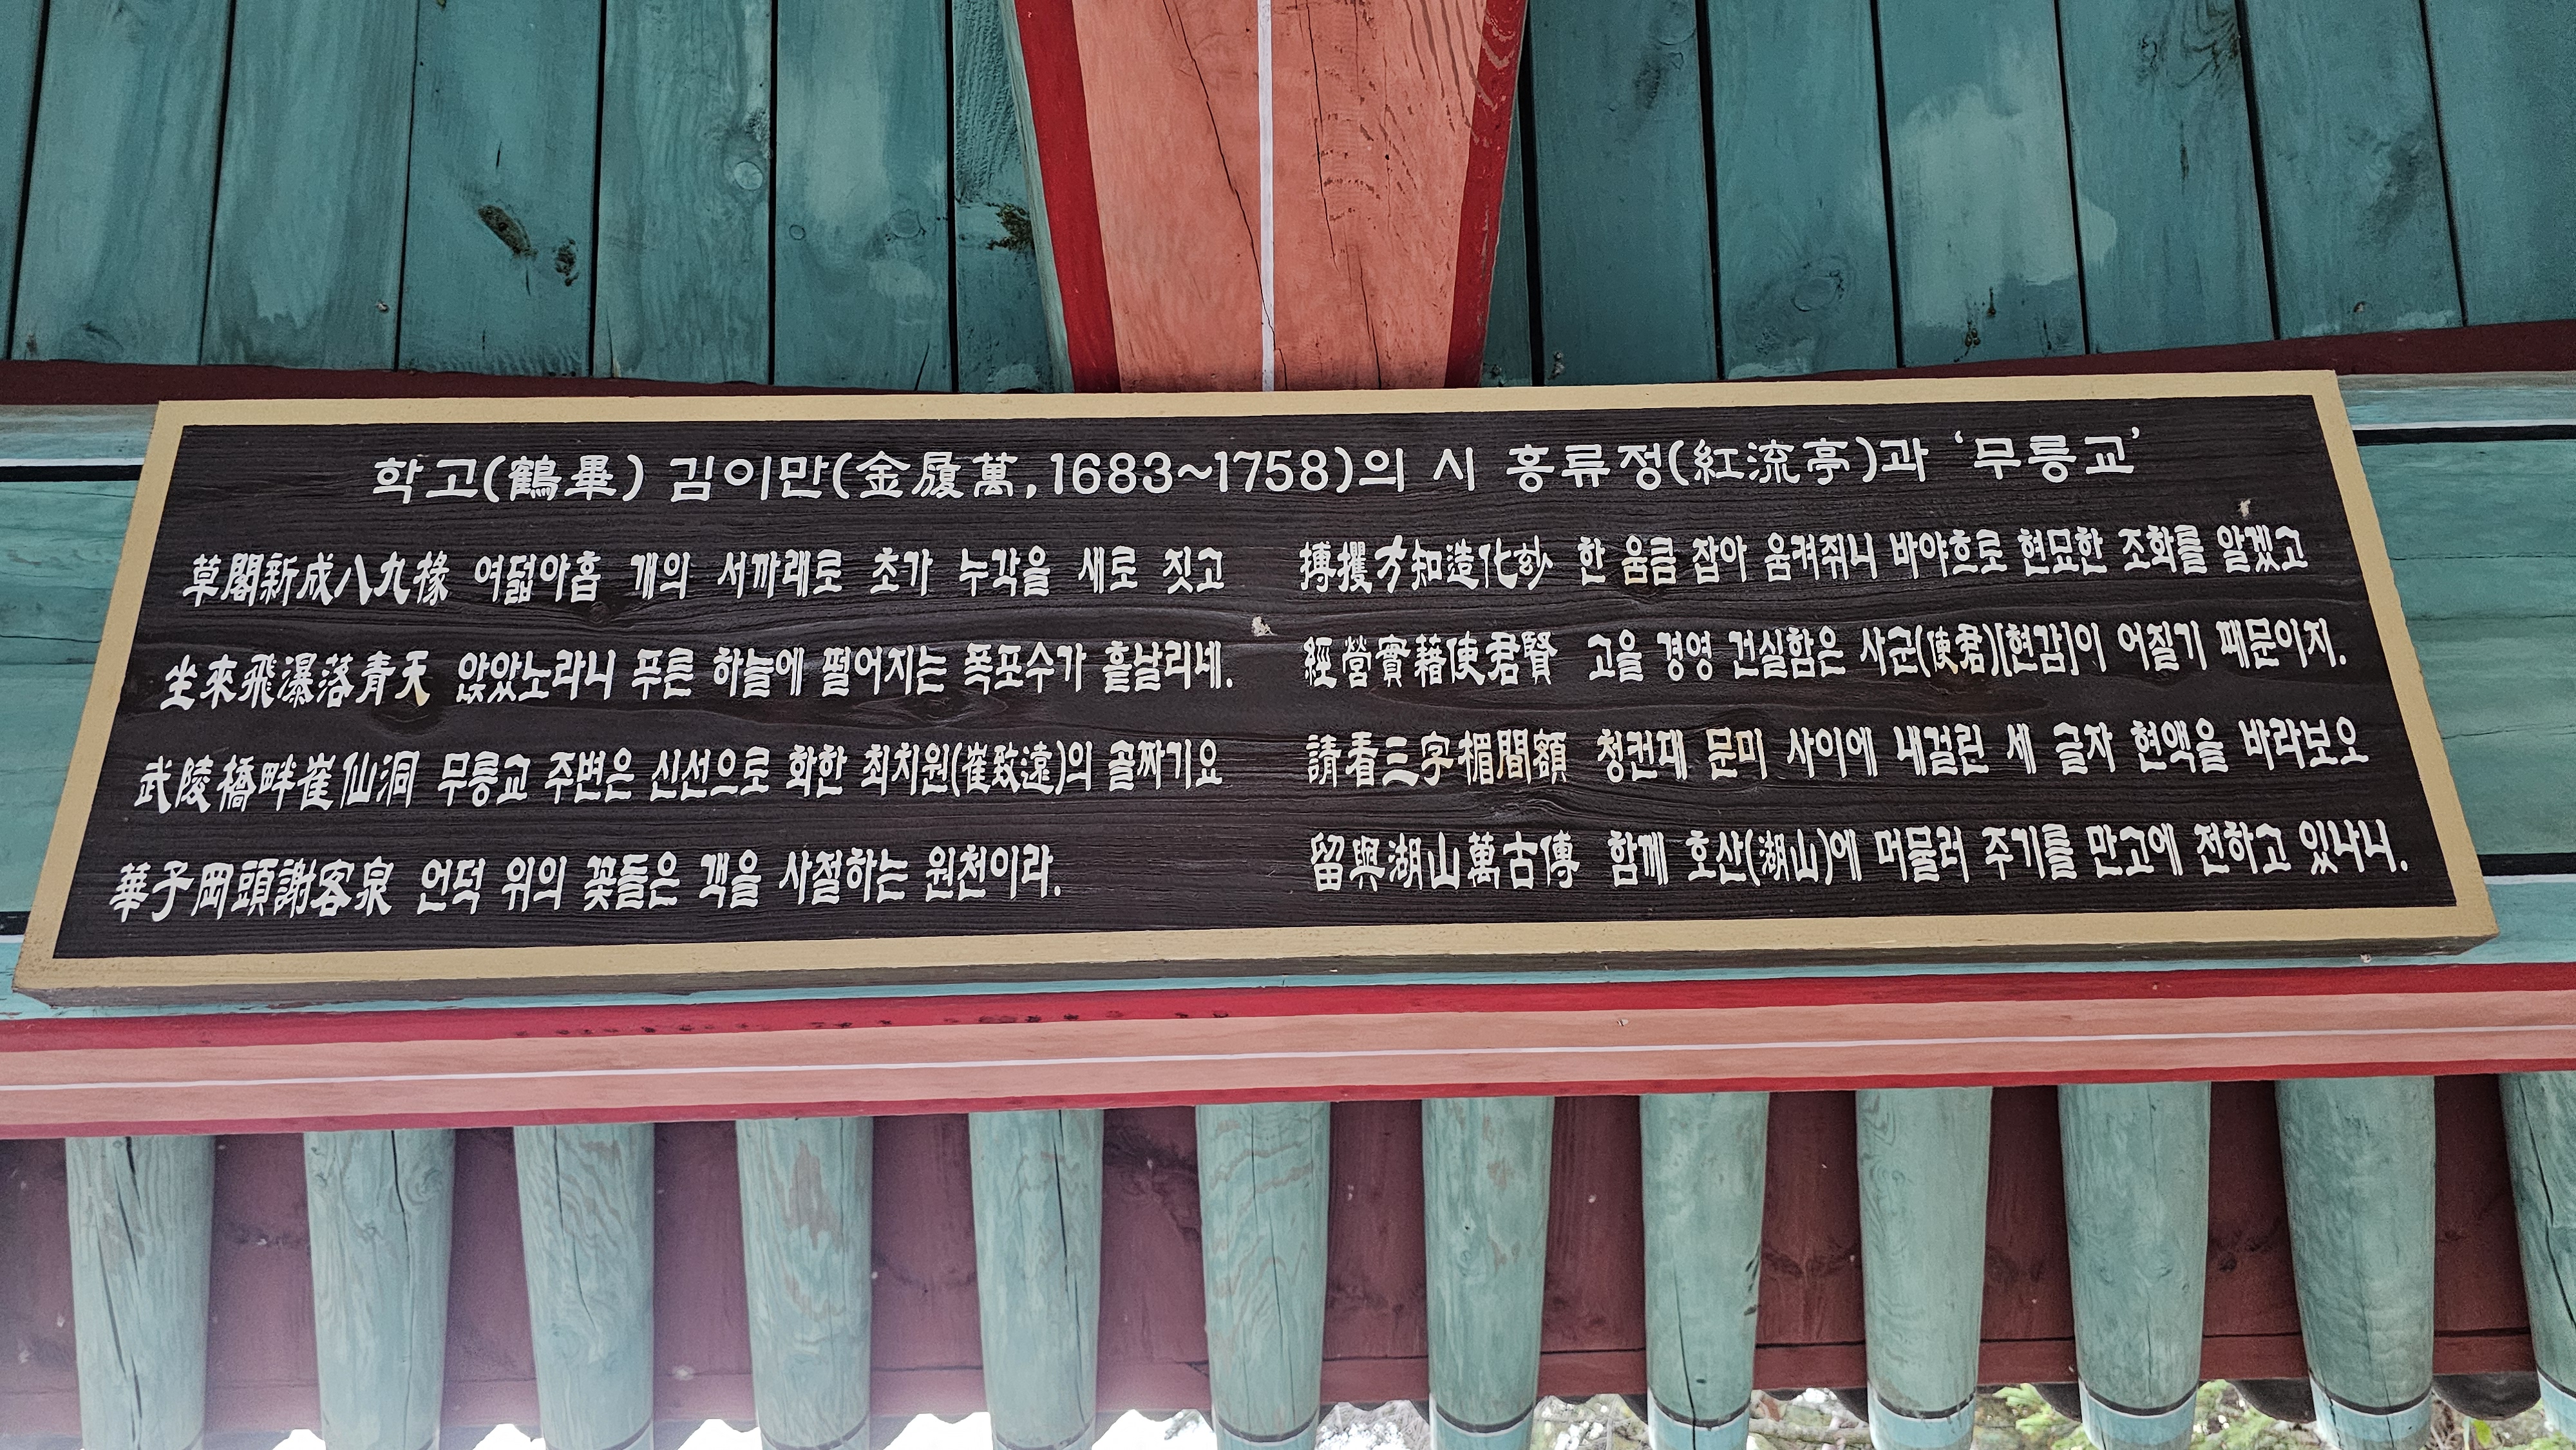 학고(鶴皐) 김이만(金履萬,1683~1758)의 시 홍류정(紅流亭)과 ‘무릉교’
草閣新成八九椽 여덟아홉 개의 서까래로 초가 누각을 새로 짓고
坐來飛瀑落青天 앉았노라니 푸른 하늘에 떨어지는 폭포수가 흩날리네.
武陵橋畔崔仙洞 무릉교 주변은 신선으로 화한 최치원(崔致遠)의 골짜기요
華子岡頭謝客泉 언덕 위의 꽃들은 객을 사절하는 원천이라.
搏攫方知造化玅 한 움큼 잡아 움켜쥐니 바야흐로 현묘한 조화를 알겠고
經營實藉使君賢 고을 경영 건실함은 사군(使君)[현감]이 어질기 때문이지.
請看三字楣間額 청컨대 문미 사이에 내걸린 세 글자 현액을 바라보오
留與湖山萬古傳 함께 호산(湖山)에 머물러 주기를 만고에 전하고 있나니.